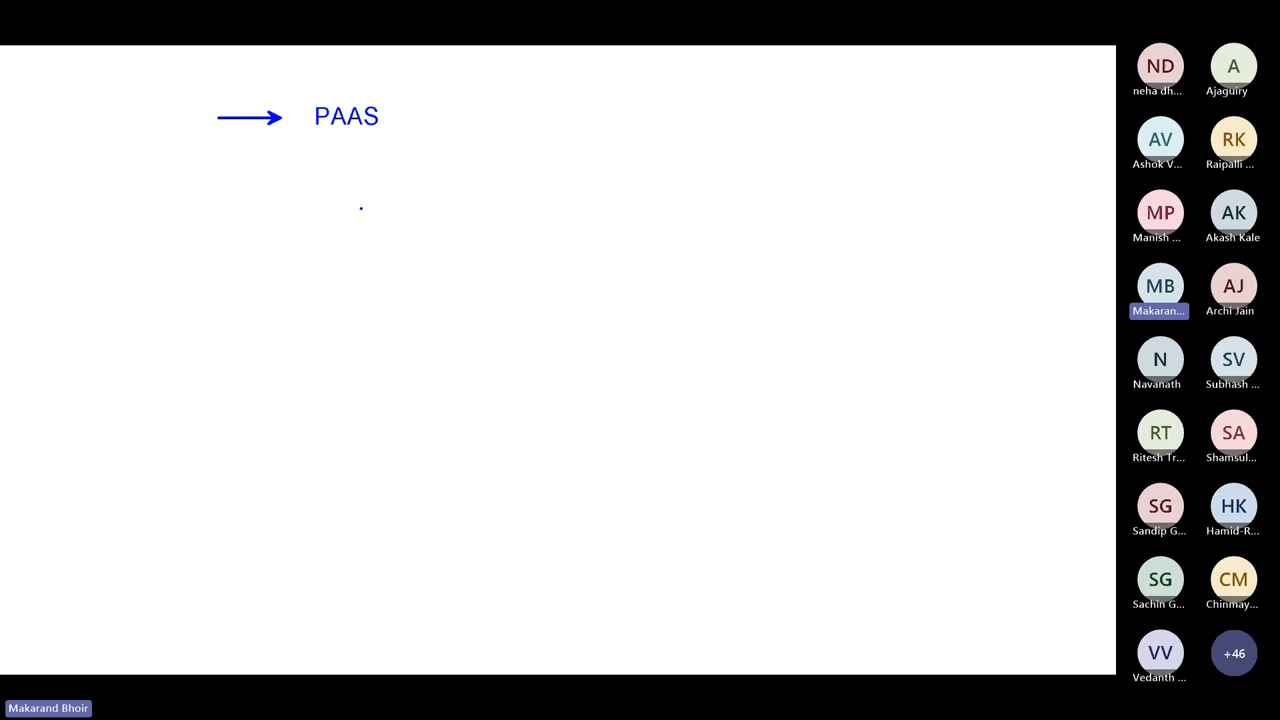 PAAS
ND
neha dh...
A
Ajaguiry
AV
Ashok V...
RK
Raipalli ...
MP
Manish ...
AK
Akash Kale
MB
Makaran...
AJ
Archi Jain
N
Navanath
SV
Subhash ...
RT
Ritesh Tr...
SA
Shamsul...
SG
Sandip G...
HK
Hamid-R...
SG
Sachin G...
CM
Chinmay...
VV
Vedanth ...
+46
Makarand Bhoir